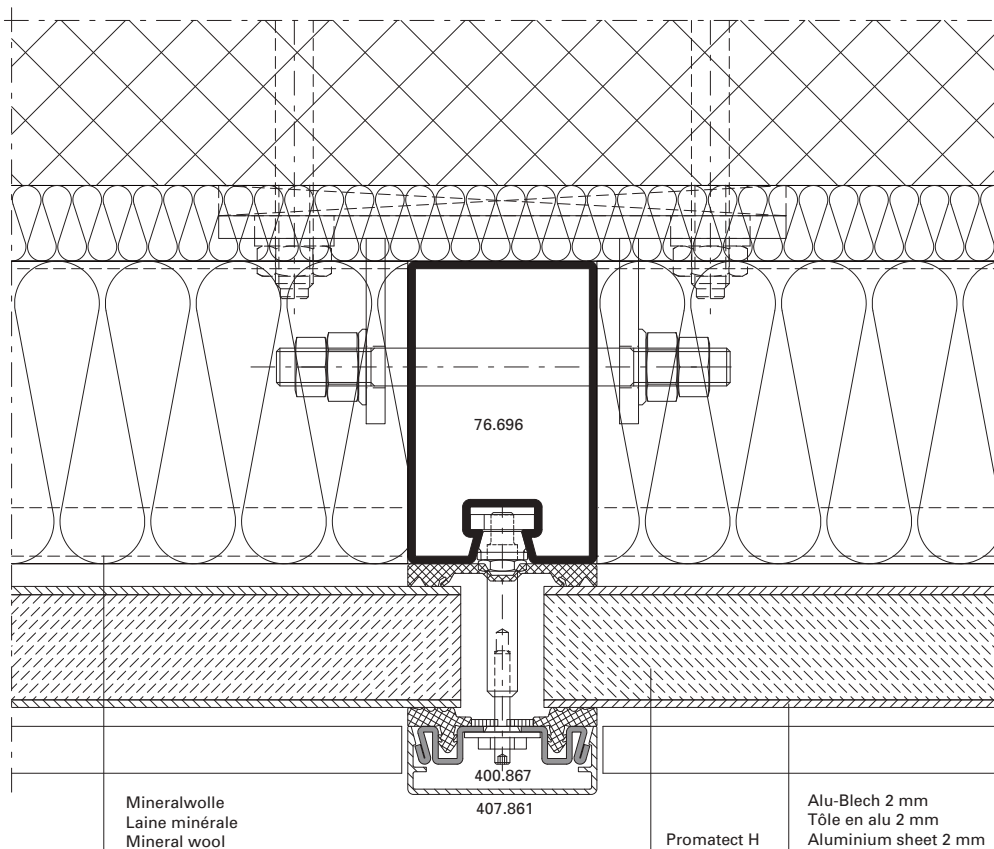 76.696
400.867
407.861
Mineralwolle
Laine minérale
Mineral wool
Promatect H
Alu-Blech 2 mm
Tôle en alu 2 mm
Aluminium sheet 2 mm